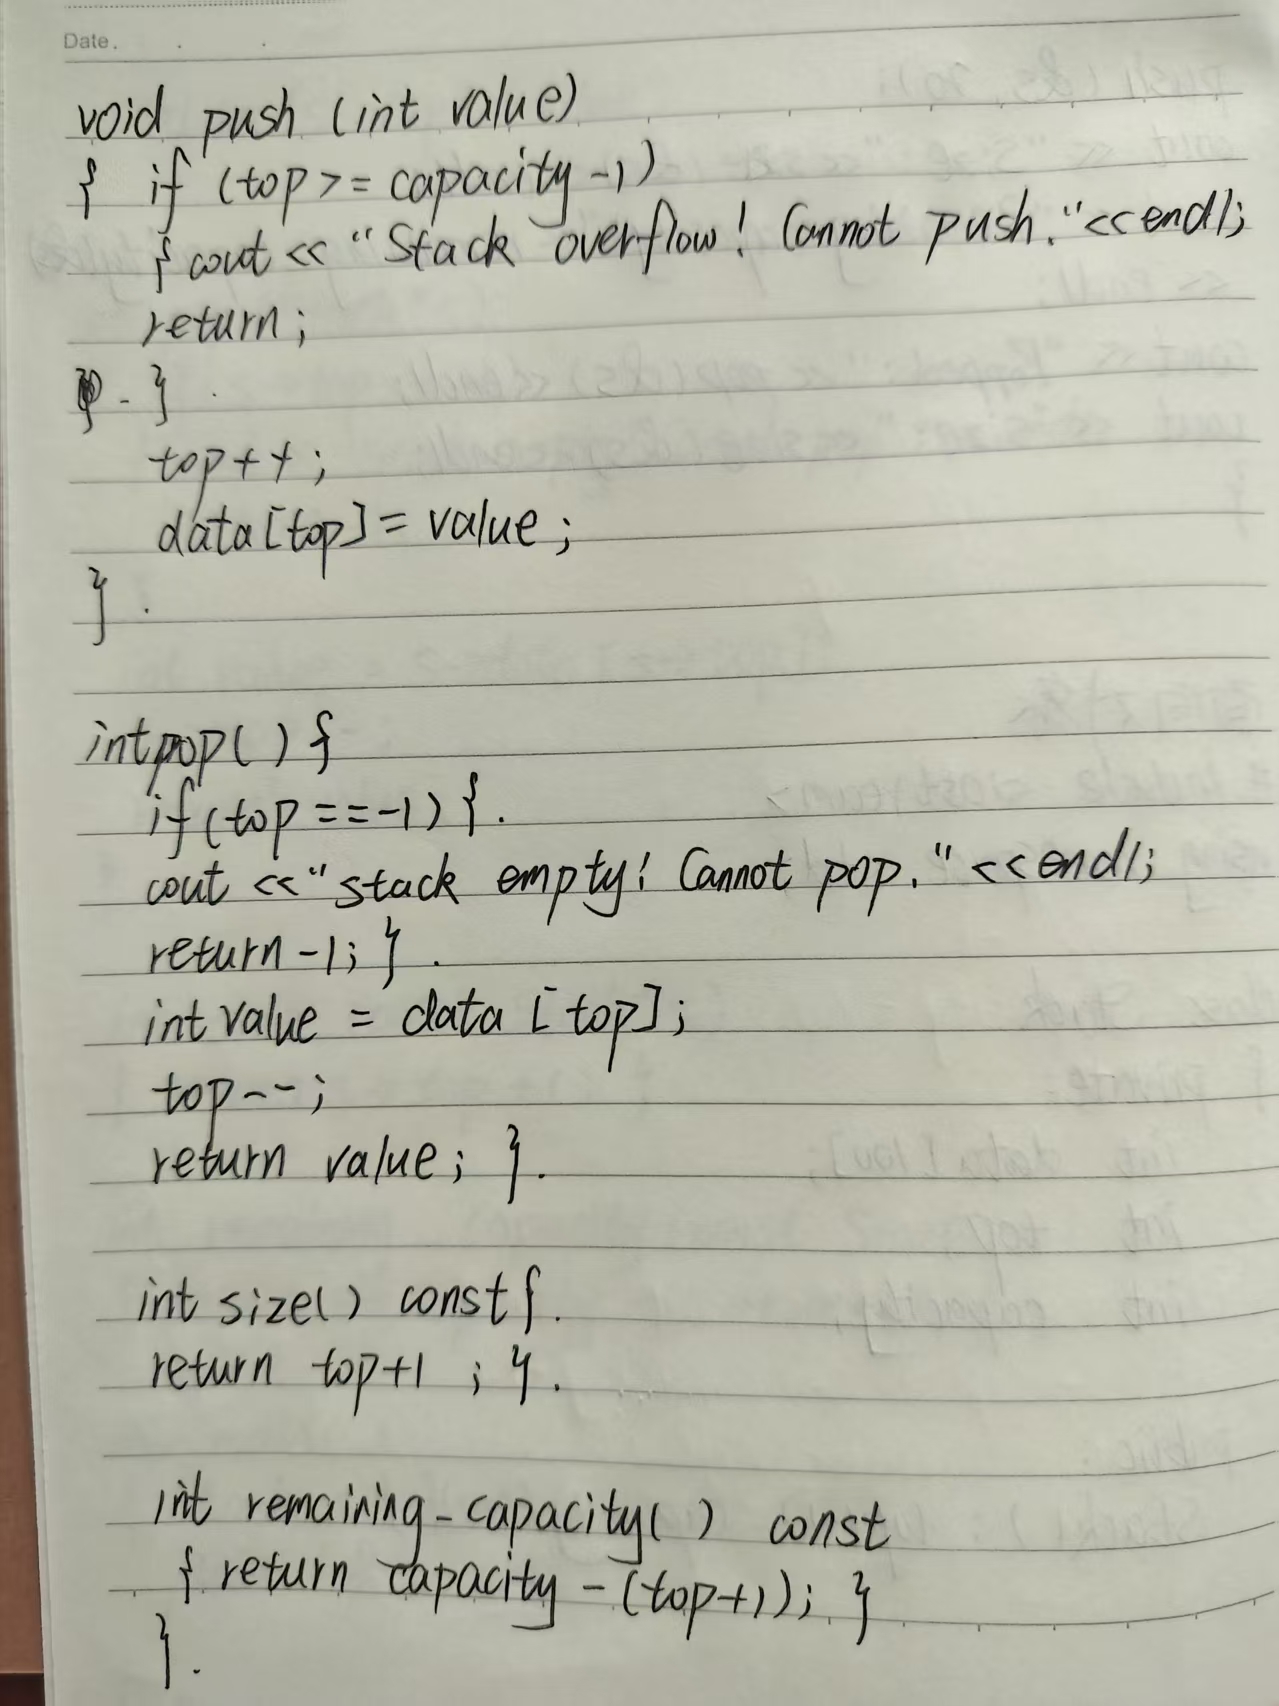 Date.
void push (int value)
{ if (top >= capacity -1)
{ cout << "Stack overflow! Cannot push." << endl;
return;
}
top++;
data[top] = value;
}
int pop() {
if (top == -1) {
cout << "stack empty! Cannot pop." << endl;
return -1; }
int value = data [top];
top--;
return value; }
int size() const {
return top+1 ; }
int remaining_capacity() const
{ return capacity - (top+1); }
}